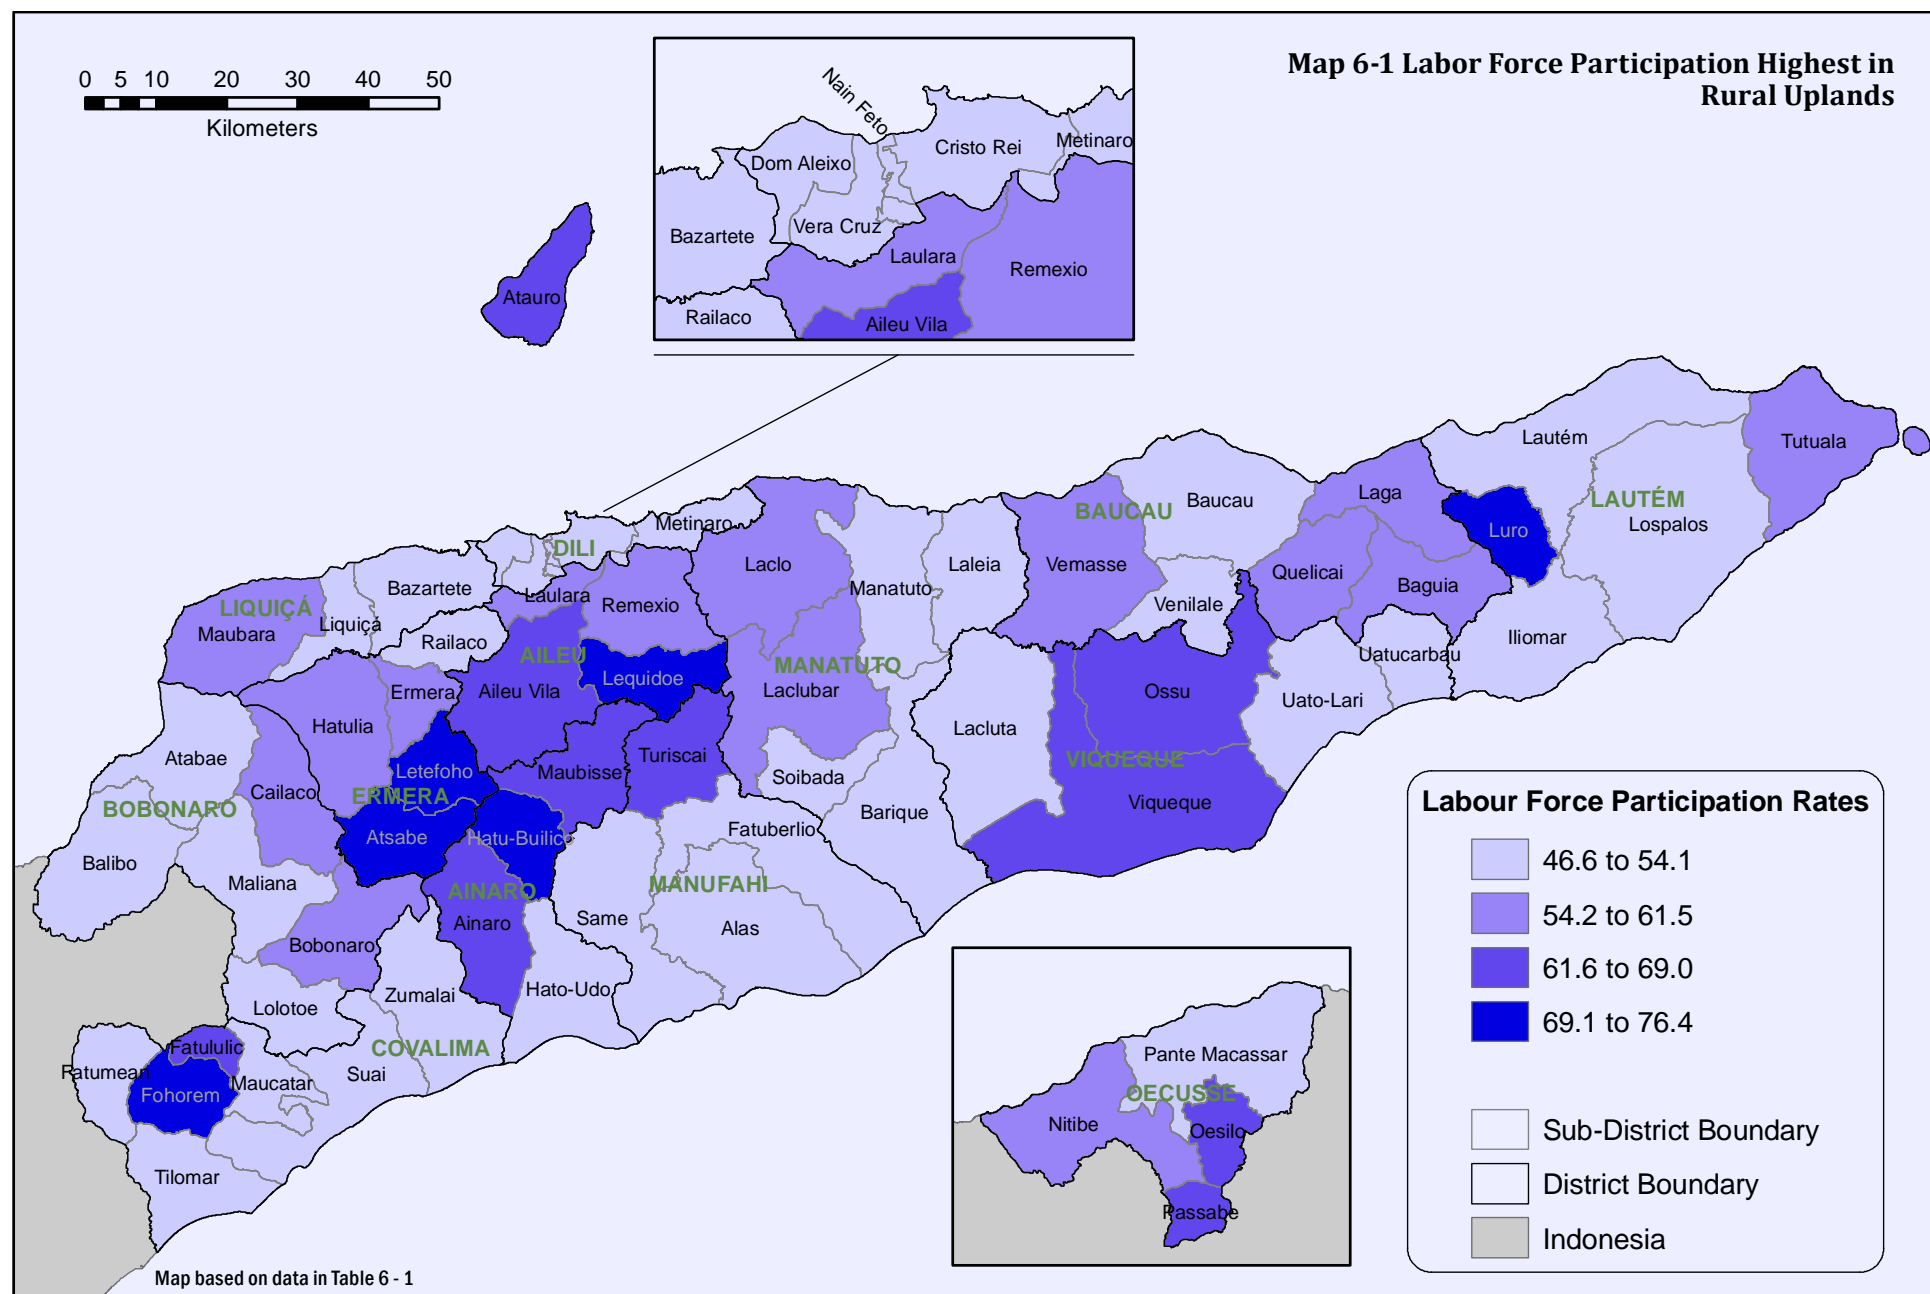 Map 6-1 Labor Force Participation Highest in
Rural Uplands
0 5 10 20 30 40 50
Kilometers
Nain Feto
Cristo Rei
Metinaro
Dom Aleixo
Vera Cruz
Bazartete
Laulara
Remexio
Railaco
Aileu Vila
Atauro
Lautém
Tutuala
Baucau
Laga
LAUTÉM
BAUCAU
Luro
Lospalos
Metinaro
DILI
Laclo
Laleia
Vemasse
Quelicai
Baguia
Manatuto
Venilale
Bazartete
Laulara
Remexio
LIQUIÇÁ
Maubara
Liquiçá
Railaco
Iliomar
Uatucarbau
AILEU
Lequidoe
MANATUTO
Ermera
Aileu Vila
Laclubar
Ossu
Uato-Lari
Hatulia
Lacluta
Atabae
Letefoho
Maubisse
Turiscai
Soibada
VIQUEQUE
Cailaco
ERMERA
BOBONARO
Viqueque
Barique
Atsabe
Hatu-Builico
Fatuberlio
Balibo
Maliana
AINARO
MANUFAHI
Ainaro
Same
Alas
Bobonaro
Zumalai
Hato-Udo
Lolotoe
Fatululic
COVALIMA
Fatumean
Maucatar
Suai
Fohorem
Tilomar
Pante Macassar
OECUSSE
Nitibe
Oesilo
Passabe
Labour Force Participation Rates
46.6 to 54.1
54.2 to 61.5
61.6 to 69.0
69.1 to 76.4
Sub-District Boundary
District Boundary
Indonesia
Map based on data in Table 6 - 1